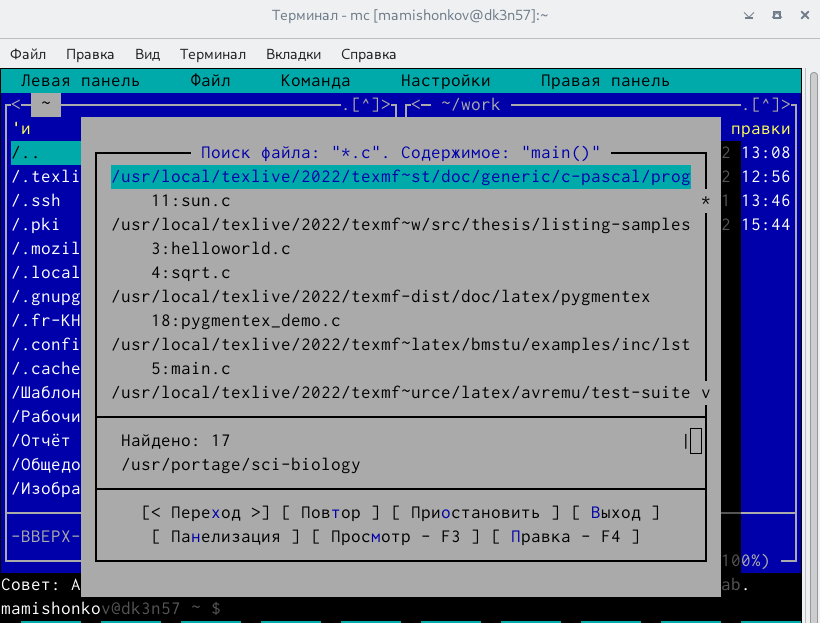 Терминал - mc [mamishonkov@dk3n57]:~
Файл Правка Вид Терминал Вкладки Справка
Левая панель Файл Команда Настройки Правая панель
<─ ~ .[^]> <─ ~/work .[^]>
'и правки
/.. 2 13:08
/.texli 2 12:56
/.ssh 1 13:46
/.pki 2 15:44
/.mozil
/.local
/.gnupg
/.fr-KH
/.confi
/.cache
/Шаблон
/Рабочи
/Отчёт
/Общедо
/Изобра
-ВВЕРХ-
100%)
Поиск файла: "*.c". Содержимое: "main()"
/usr/local/texlive/2022/texmf~st/doc/generic/c-pascal/prog
11:sun.c *
/usr/local/texlive/2022/texmf~w/src/thesis/listing-samples
3:helloworld.c
4:sqrt.c
/usr/local/texlive/2022/texmf-dist/doc/latex/pygmentex
18:pygmentex_demo.c
/usr/local/texlive/2022/texmf~latex/bmstu/examples/inc/lst
5:main.c
/usr/local/texlive/2022/texmf~urce/latex/avremu/test-suite v
Найдено: 17 |
/usr/portage/sci-biology
[< Переход >] [ Повтор ] [ Приостановить ] [ Выход ]
[ Панелизация ] [ Просмотр - F3 ] [ Правка - F4 ]
Совет: A ab.
mamishonkov@dk3n57 ~ $